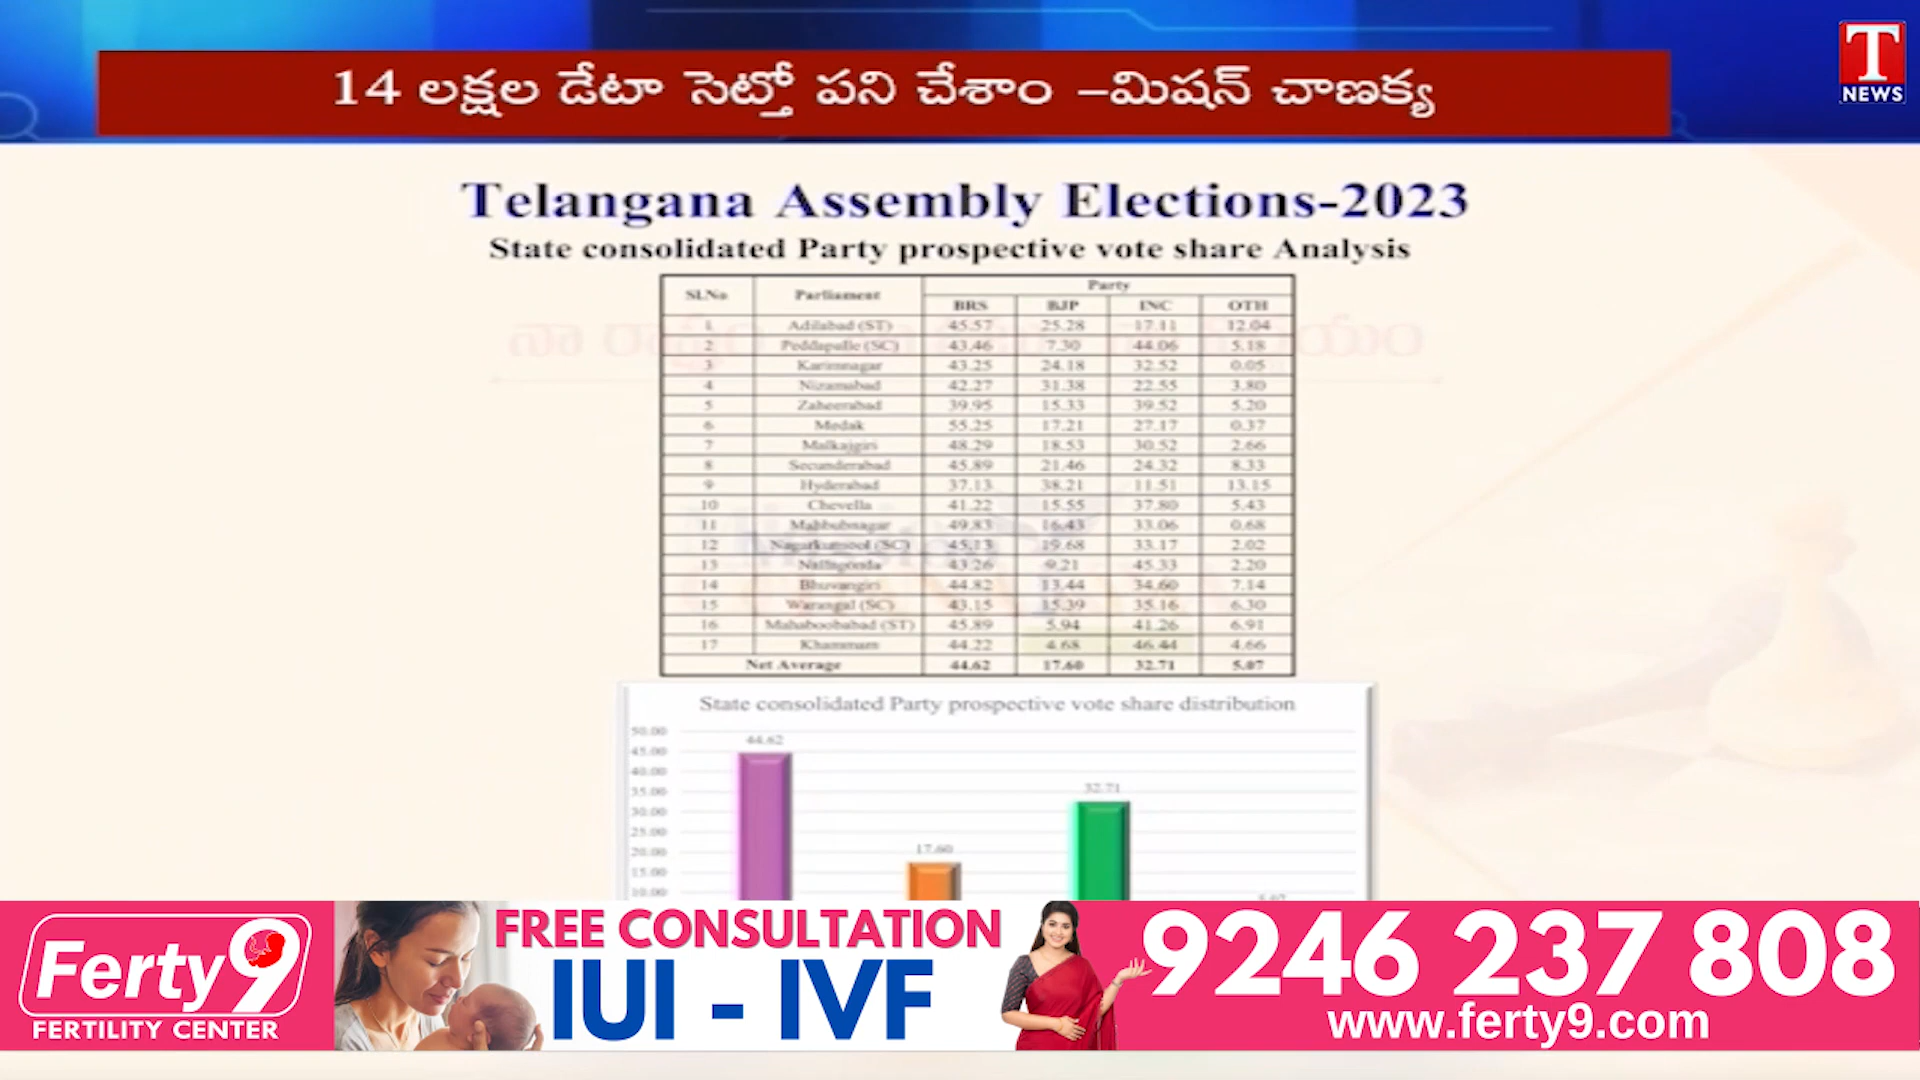 14 లక్షల డేటా సెట్తో పని చేశాం –మిషన్ చాణక్య
T
NEWS
Telangana Assembly Elections-2023
State consolidated Party prospective vote share Analysis
Sl.No Parliament Party
BRS BJP INC OTH
1 Adilabad (ST) 45.57 25.28 17.11 12.04
2 Peddapalle (SC) 43.46 7.30 44.06 5.18
3 Karimnagar 43.25 24.18 32.52 0.05
4 Nizamabad 42.27 31.38 22.55 3.80
5 Zaheerabad 39.95 15.33 39.52 5.20
6 Medak 55.25 17.21 27.17 0.37
7 Malkajgiri 48.29 18.53 30.52 2.66
8 Secunderabad 45.89 21.46 24.32 8.33
9 Hyderabad 37.13 38.21 11.51 13.15
10 Chevella 41.22 15.55 37.80 5.43
11 Mahbubnagar 49.83 16.43 33.06 0.68
12 Nagarkurnool (SC) 45.13 19.68 33.17 2.02
13 Nallagonda 43.26 9.21 45.33 2.20
14 Bhuvangiri 44.82 13.44 34.60 7.14
15 Warangal (SC) 43.15 15.39 35.16 6.30
16 Mahaboobabad (ST) 45.89 5.94 41.26 6.91
17 Khammam 44.22 4.68 46.44 4.66
Net Average 44.62 17.60 32.71 5.07
State consolidated Party prospective vote share distribution
50.00
45.00
40.00
35.00
30.00
25.00
20.00
15.00
10.00
44.62
17.60
32.71
5.07
Ferty9
FERTILITY CENTER
FREE CONSULTATION
IUI - IVF
9246 237 808
www.ferty9.com